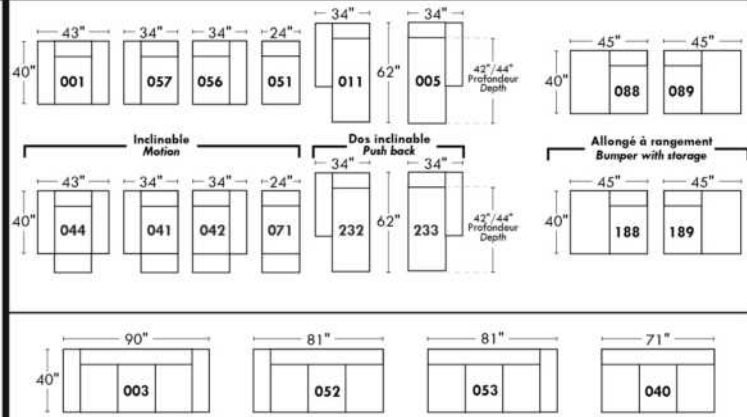 43" 34" 34" 24" 34" 34" 45" 45"
40" 001 057 056 051 011 62" 005 42"/44" Profondeur Depth 40" 088 089
Inclinable
Motion
Dos inclinable
Push back
Allongé à rangement
Bumper with storage
43" 34" 34" 24" 34" 34" 45" 45"
40" 044 041 042 071 232 62" 233 42"/44" Profondeur Depth 40" 188 189
90" 81" 81" 71"
40" 003 052 053 040